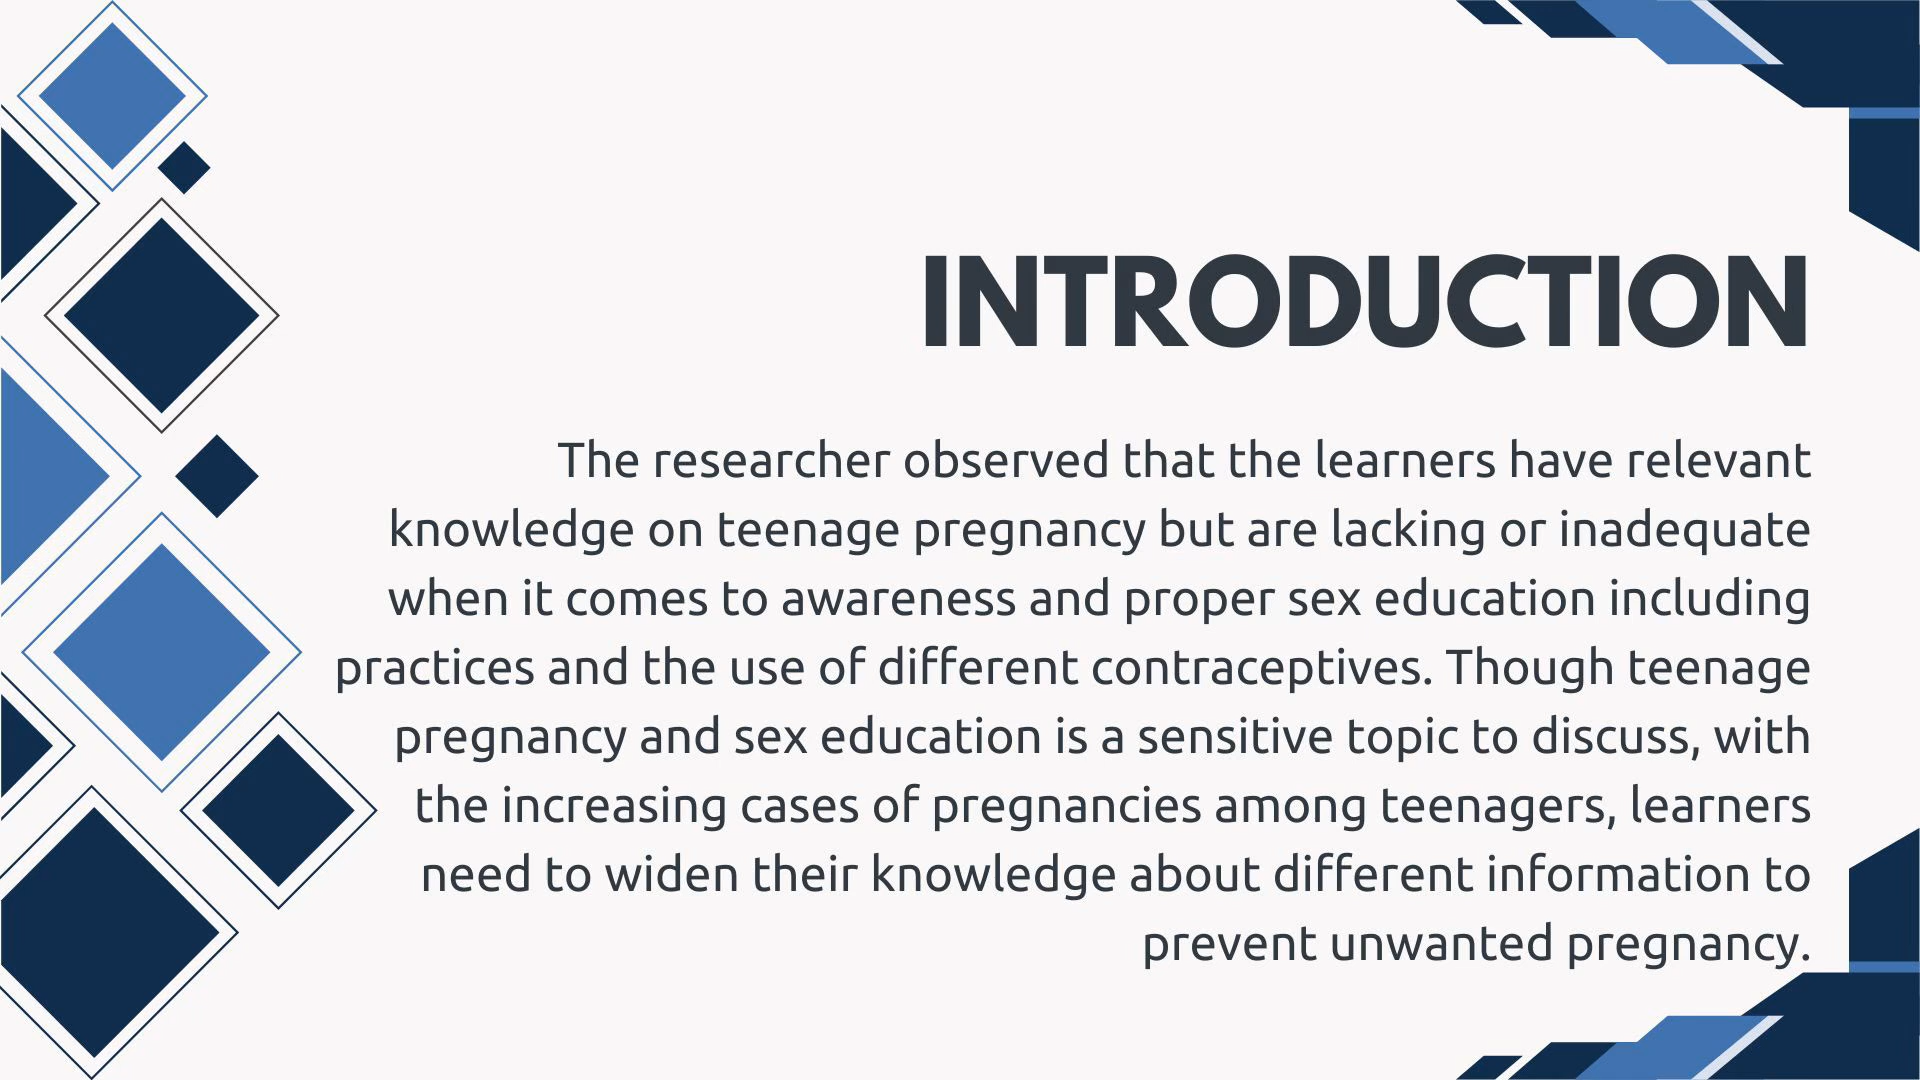 INTRODUCTION
The researcher observed that the learners have relevant
knowledge on teenage pregnancy but are lacking or inadequate
when it comes to awareness and proper sex education including
practices and the use of different contraceptives. Though teenage
pregnancy and sex education is a sensitive topic to discuss, with
the increasing cases of pregnancies among teenagers, learners
need to widen their knowledge about different information to
prevent unwanted pregnancy.